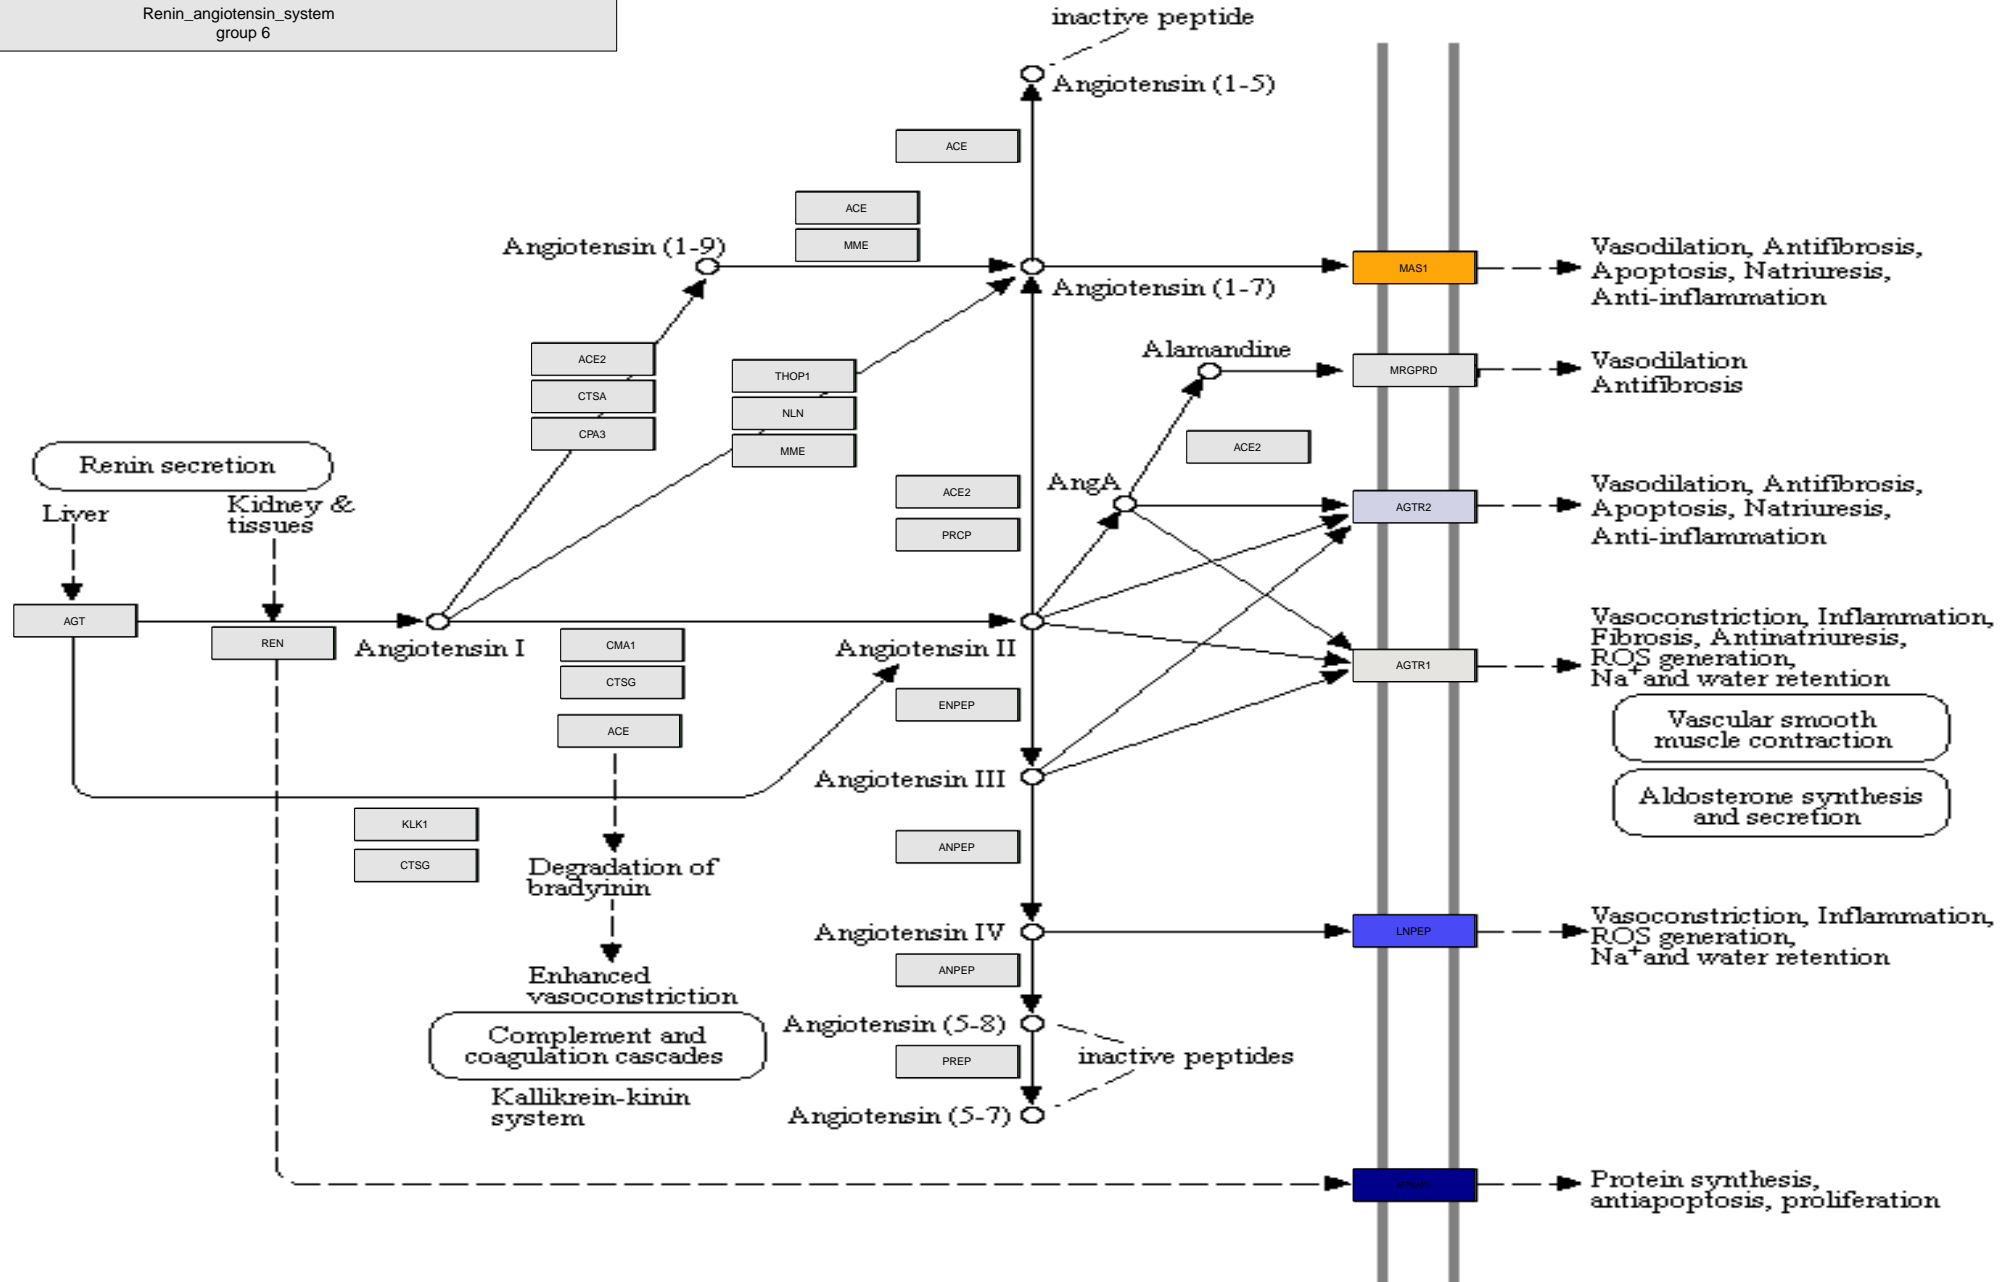 Renin_angiotensin_system
group 6
inactive peptide
Angiotensin (1-5)
ACE
ACE
MME
Angiotensin (1-9)
Angiotensin (1-7)
MAS1
Vasodilation, Antifibrosis,
Apoptosis, Natriuresis,
Anti-inflammation
ACE2
CTSA
CPA3
THOP1
NLN
MME
Alamandine
MRGPRD
Vasodilation
Antifibrosis
ACE2
Renin secretion
Liver
Kidney &
tissues
ACE2
PRCP
AngA
AGTR2
Vasodilation, Antifibrosis,
Apoptosis, Natriuresis,
Anti-inflammation
AGT
REN
Angiotensin I
CMA1
CTSG
ACE
Angiotensin II
ENPEP
AGTR1
Vasoconstriction, Inflammation,
Fibrosis, Antinatriuresis,
ROS generation,
Na+and water retention
Vascular smooth
muscle contraction
Aldosterone synthesis
and secretion
Angiotensin III
KLK1
CTSG
ANPEP
Degradation of
bradyinin
Angiotensin IV
LNPEP
Vasoconstriction, Inflammation,
ROS generation,
Na+and water retention
ANPEP
Enhanced
vasoconstriction
Complement and
coagulation cascades
Kallikrein-kinin
system
Angiotensin (5-8)
PREP
inactive peptides
Angiotensin (5-7)
Protein synthesis,
antiapoptosis, proliferation